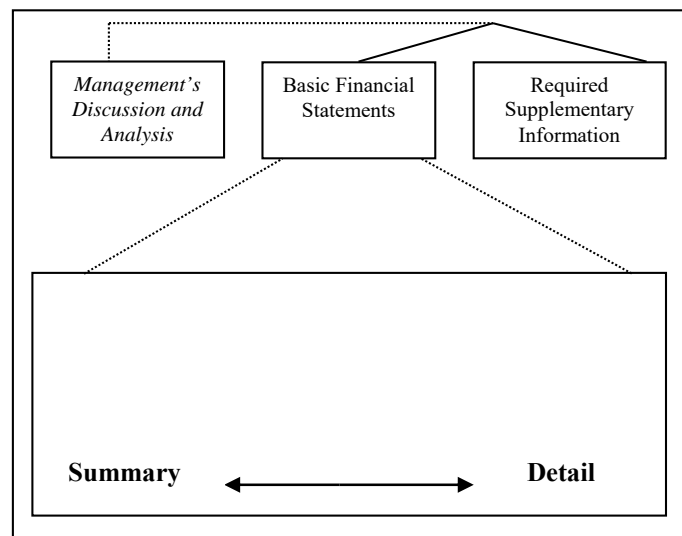 Management’s
Discussion and
Analysis
Basic Financial
Statements
Required
Supplementary
Information
Summary
Detail